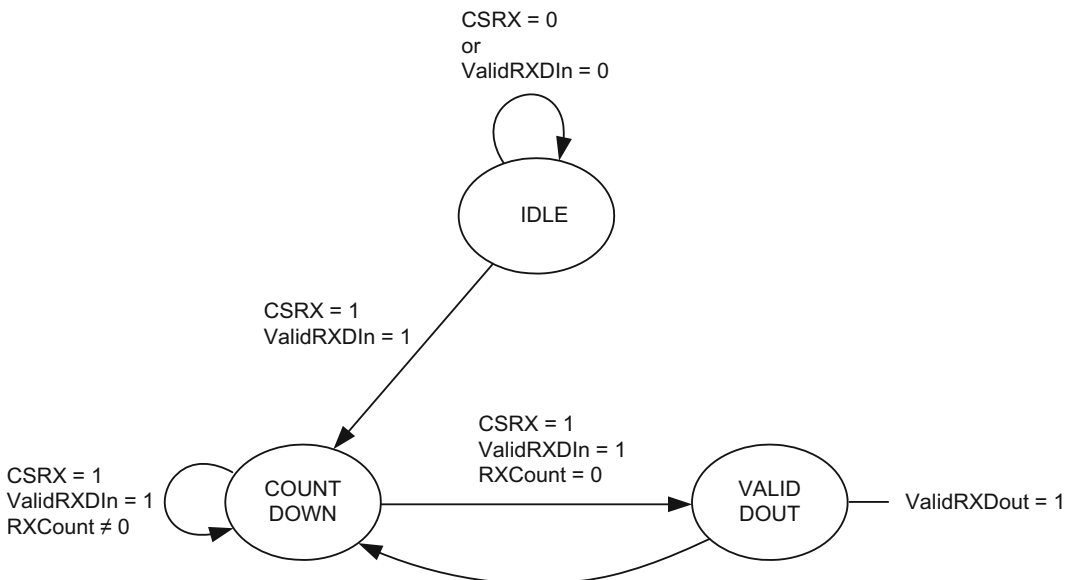 CSRX = 0
or
ValidRXDIn = 0
IDLE
CSRX = 1
ValidRXDIn = 1
CSRX = 1
ValidRXDIn = 1
RXCount = 0
CSRX = 1
ValidRXDIn = 1
RXCount ≠ 0
COUNT
DOWN
VALID
DOUT
ValidRXDout = 1